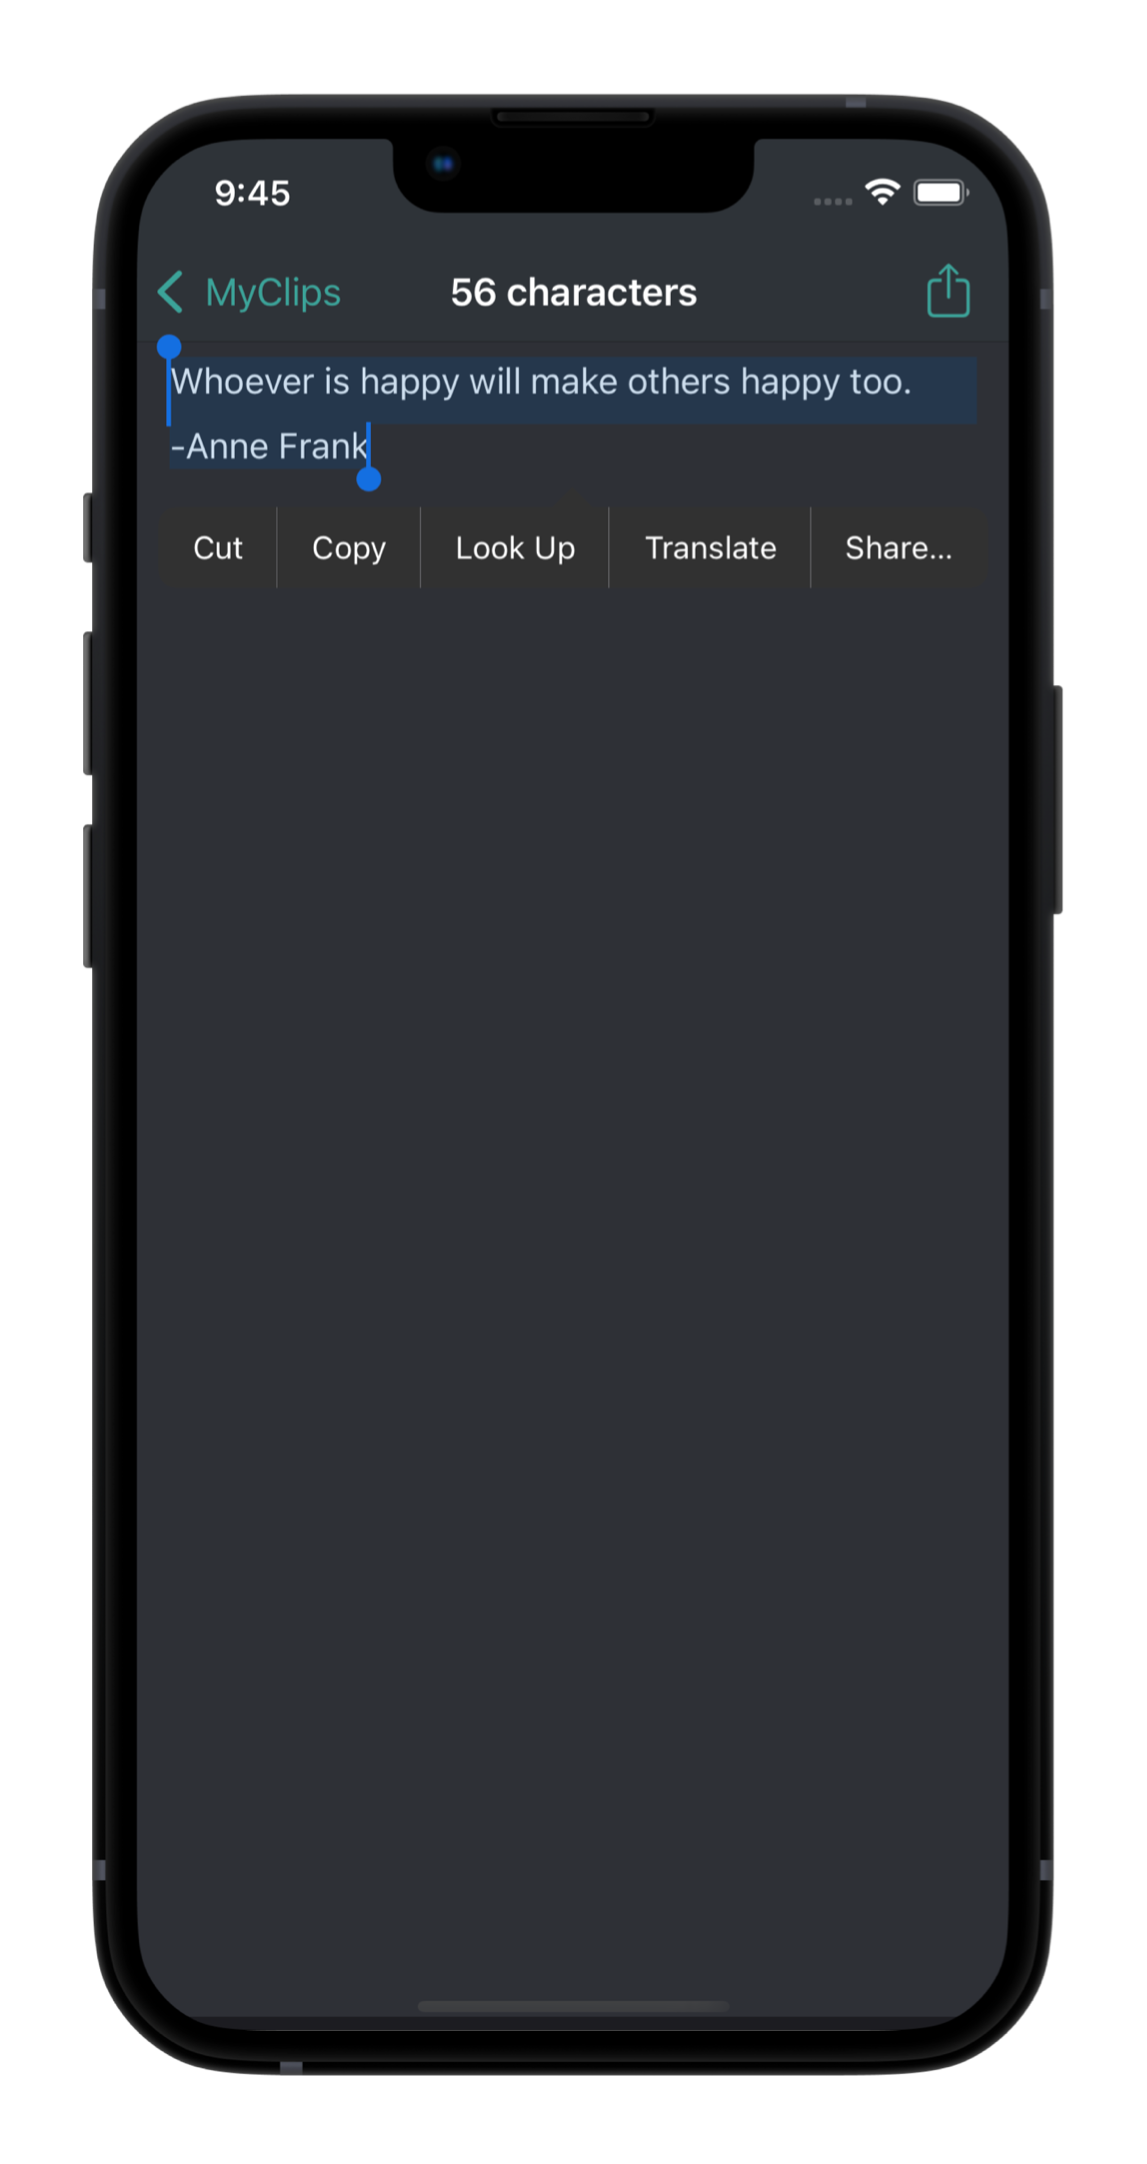 9:45
MyClips 56 characters
Whoever is happy will make others happy too.
-Anne Frank
Cut Copy Look Up Translate Share...